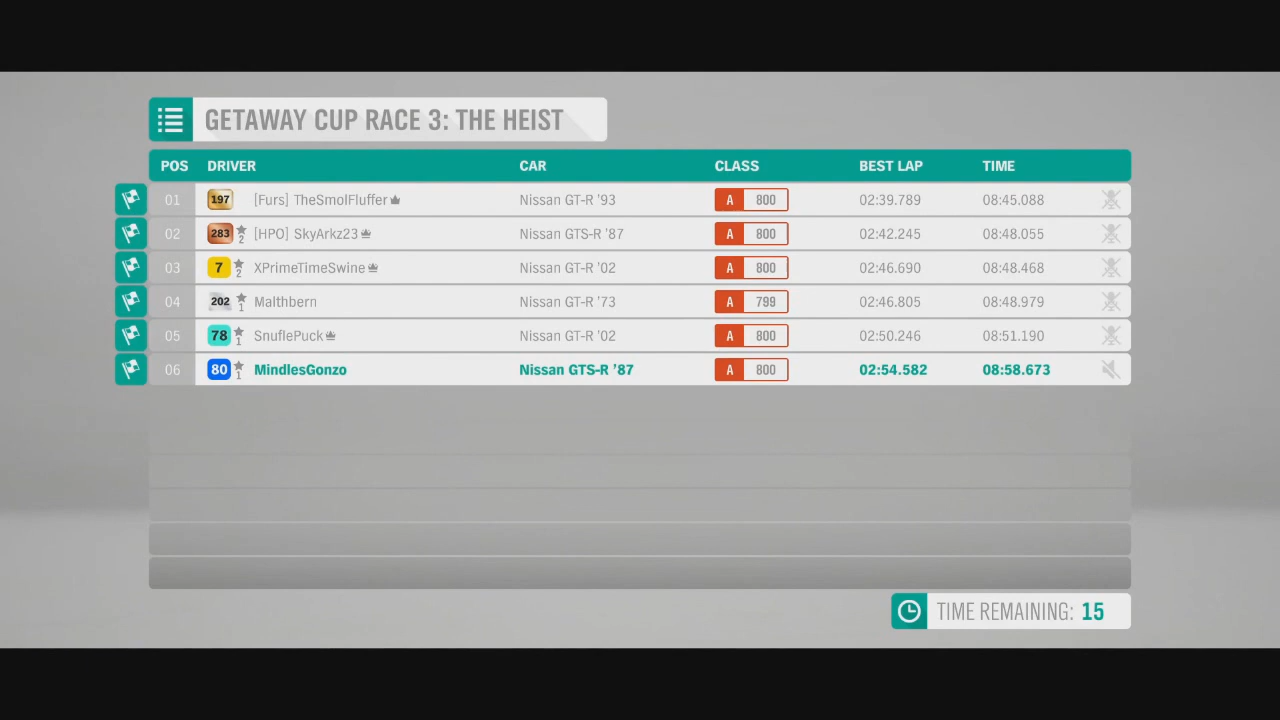 GETAWAY CUP RACE 3: THE HEIST
POS DRIVER CAR CLASS BEST LAP TIME
01 197 [Furs] TheSmolFluffer Nissan GT-R '93 A 800 02:39.789 08:45.088
02 283 2 [HPO] SkyArkz23 Nissan GTS-R '87 A 800 02:42.245 08:48.055
03 7 2 XPrimeTimeSwine Nissan GT-R '02 A 800 02:46.690 08:48.468
04 202 1 Malthbern Nissan GT-R '73 A 799 02:46.805 08:48.979
05 78 1 SnuflePuck Nissan GT-R '02 A 800 02:50.246 08:51.190
06 80 1 MindlesGonzo Nissan GTS-R '87 A 800 02:54.582 08:58.673
TIME REMAINING: 15